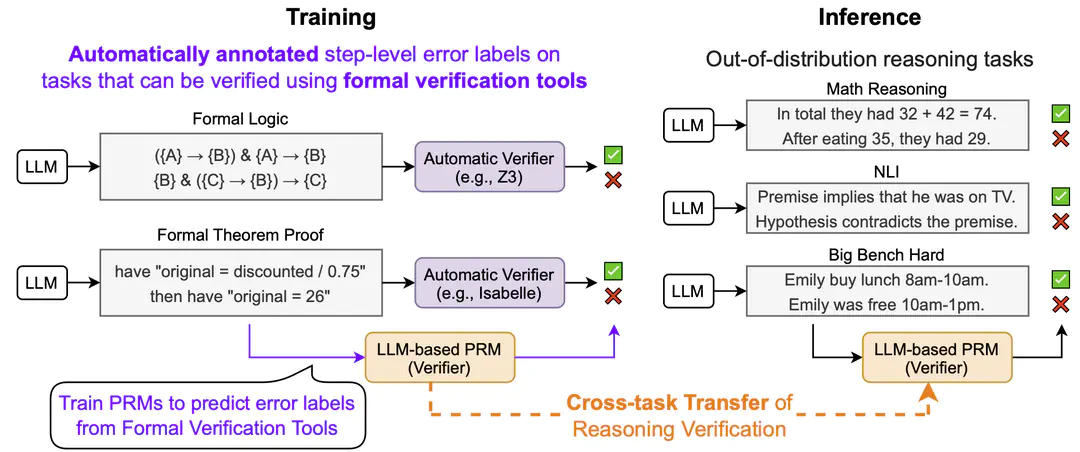 Training
Automatically annotated step-level error labels on
tasks that can be verified using formal verification tools
Formal Logic
LLM
({A} → {B}) & {A} → {B}
{B} & ({C} → {B}) → {C}
Automatic Verifier
(e.g., Z3)
Formal Theorem Proof
LLM
have "original = discounted / 0.75"
then have "original = 26"
Automatic Verifier
(e.g., Isabelle)
LLM-based PRM
(Verifier)
Train PRMs to predict error labels
from Formal Verification Tools
Cross-task Transfer of
Reasoning Verification
Inference
Out-of-distribution reasoning tasks
Math Reasoning
LLM
In total they had 32 + 42 = 74.
After eating 35, they had 29.
NLI
LLM
Premise implies that he was on TV.
Hypothesis contradicts the premise.
Big Bench Hard
LLM
Emily buy lunch 8am-10am.
Emily was free 10am-1pm.
LLM-based PRM
(Verifier)